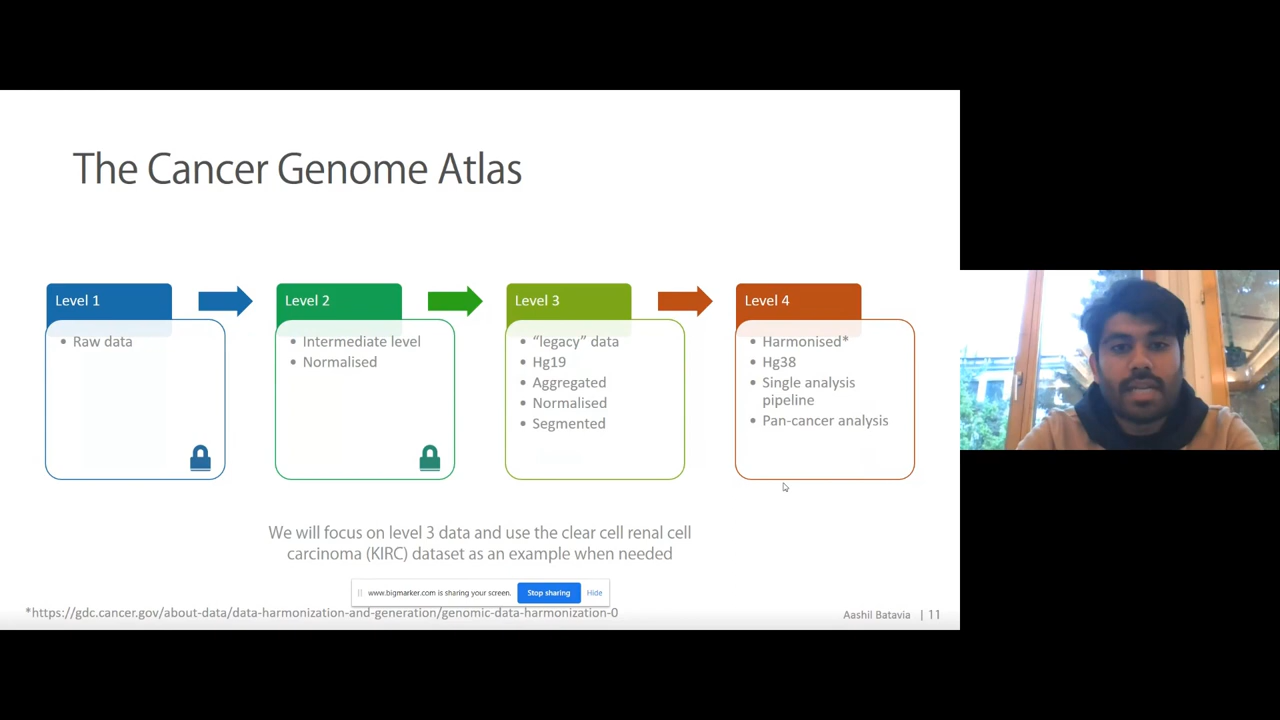 The Cancer Genome Atlas
Level 1
• Raw data
Level 2
• Intermediate level
• Normalised
Level 3
• “legacy” data
• Hg19
• Aggregated
• Normalised
• Segmented
Level 4
• Harmonised*
• Hg38
• Single analysis
pipeline
• Pan-cancer analysis
We will focus on level 3 data and use the clear cell renal cell
carcinoma (KIRC) dataset as an example when needed
www.bigmarker.com is sharing your screen. Stop sharing Hide
*https://gdc.cancer.gov/about-data/data-harmonization-and-generation/genomic-data-harmonization-0
Aashil Batavia | 11